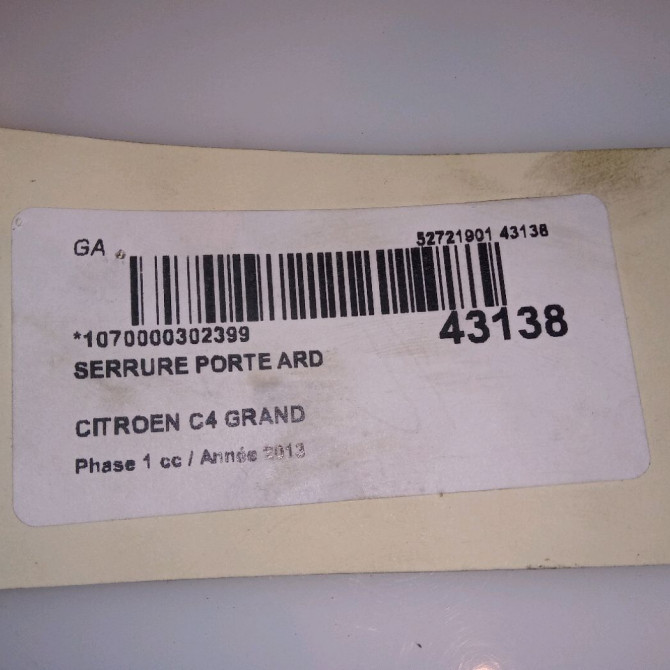 GA
52721901 43138
*1070000302399
43138
SERRURE PORTE ARD
CITROEN C4 GRAND
Phase 1 cc / Année 2013